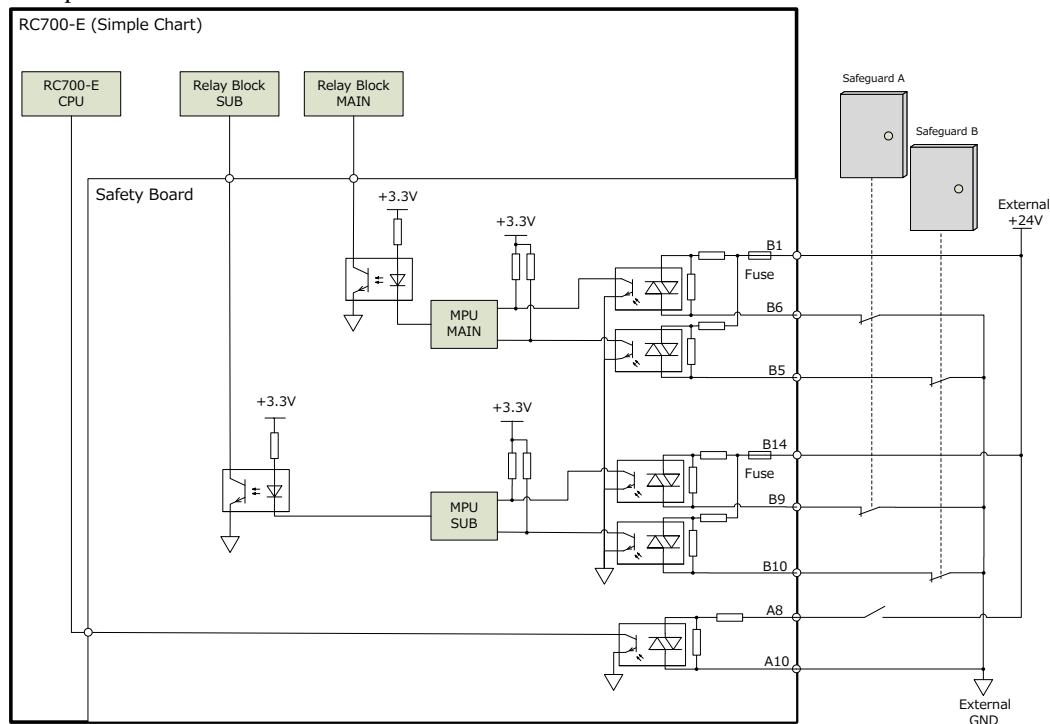 RC700-E (Simple Chart)
RC700-E
CPU
Relay Block
SUB
Relay Block
MAIN
Safeguard A
Safeguard B
External
+24V
Safety Board
+3.3V
+3.3V
B1
Fuse
MPU
MAIN
B6
B5
+3.3V
+3.3V
B14
Fuse
MPU
SUB
B9
B10
A8
A10
External
GND